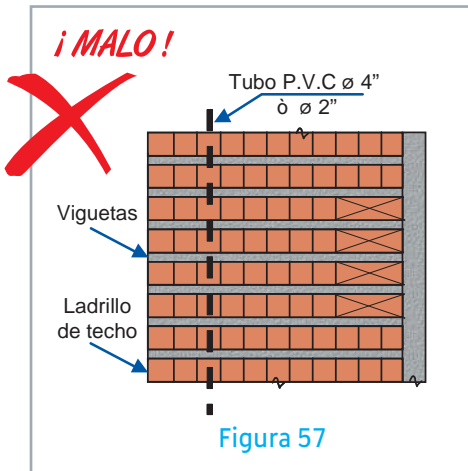 ¡ MALO !
Tubo P.V.C ø 4”
ò ø 2”
Viguetas
Ladrillo
de techo
Figura 57